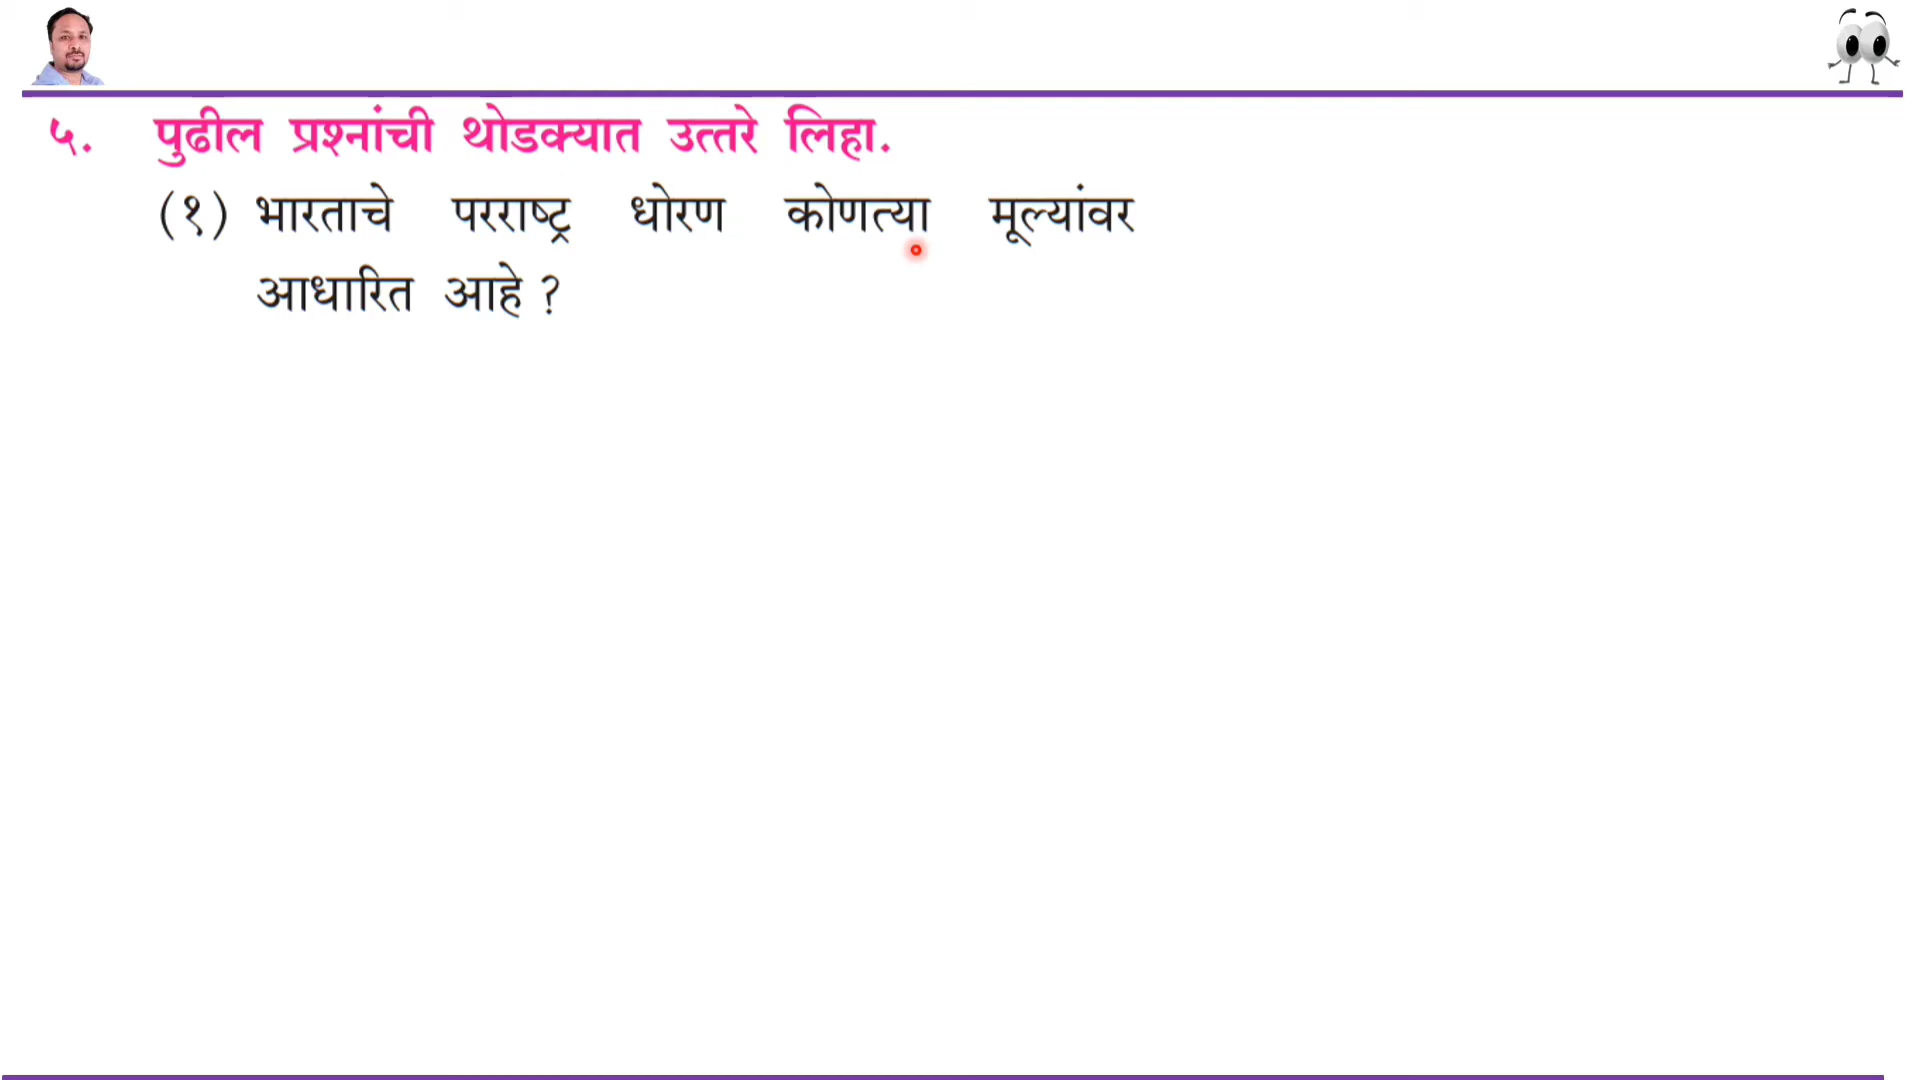 ५. पुढील प्रश्नांची थोडक्यात उत्तरे लिहा.
(१) भारताचे परराष्ट्र धोरण कोणत्या मूल्यांवर
आधारित आहे ?